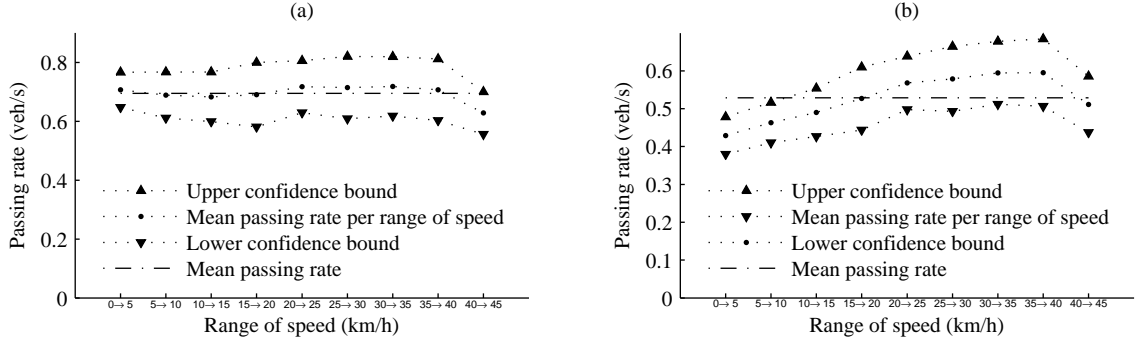 (a)
Passing rate (veh/s)
0.8
0.6
0.4
0.2
0
Upper confidence bound
Mean passing rate per range of speed
Lower confidence bound
Mean passing rate
0→5 5→10 10→15 15→20 20→25 25→30 30→35 35→40 40→45
Range of speed (km/h)
(b)
Passing rate (veh/s)
0.6
0.5
0.4
0.3
0.2
0.1
0
Upper confidence bound
Mean passing rate per range of speed
Lower confidence bound
Mean passing rate
0→5 5→10 10→15 15→20 20→25 25→30 30→35 35→40 40→45
Range of speed (km/h)